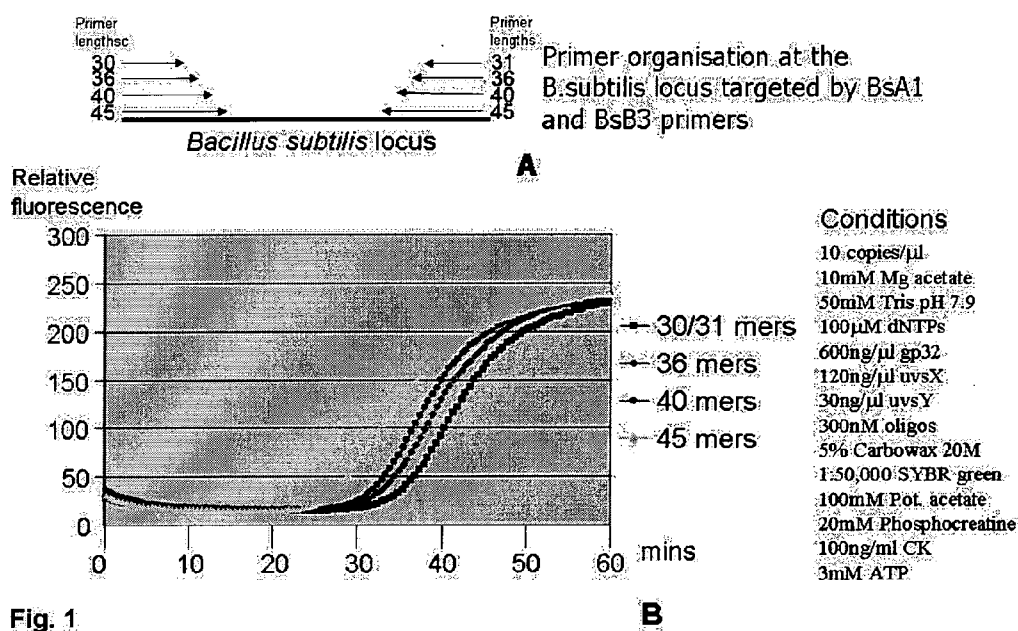 Primer
lengthsc
30
36
40
45
Primer
lengths
31
36
40
45
Bacillus subtilis locus
Primer organisation at the
B.subtilis locus targeted by BsA1
and BsB3 primers
A
Relative
fluorescence
300
250
200
150
100
50
0
0 10 20 30 40 50 60 mins
30/31 mers
36 mers
40 mers
45 mers
Conditions
10 copies/µl
10mM Mg acetate
50mM Tris pH 7.9
100µM dNTPs
600ng/µl gp32
120ng/µl uvsX
30ng/µl uvsY
300nM oligos
5% Carbowax 20M
1:50,000 SYBR green
100mM Pot. acetate
20mM Phosphocreatine
100ng/ml CK
3mM ATP
Fig. 1
B